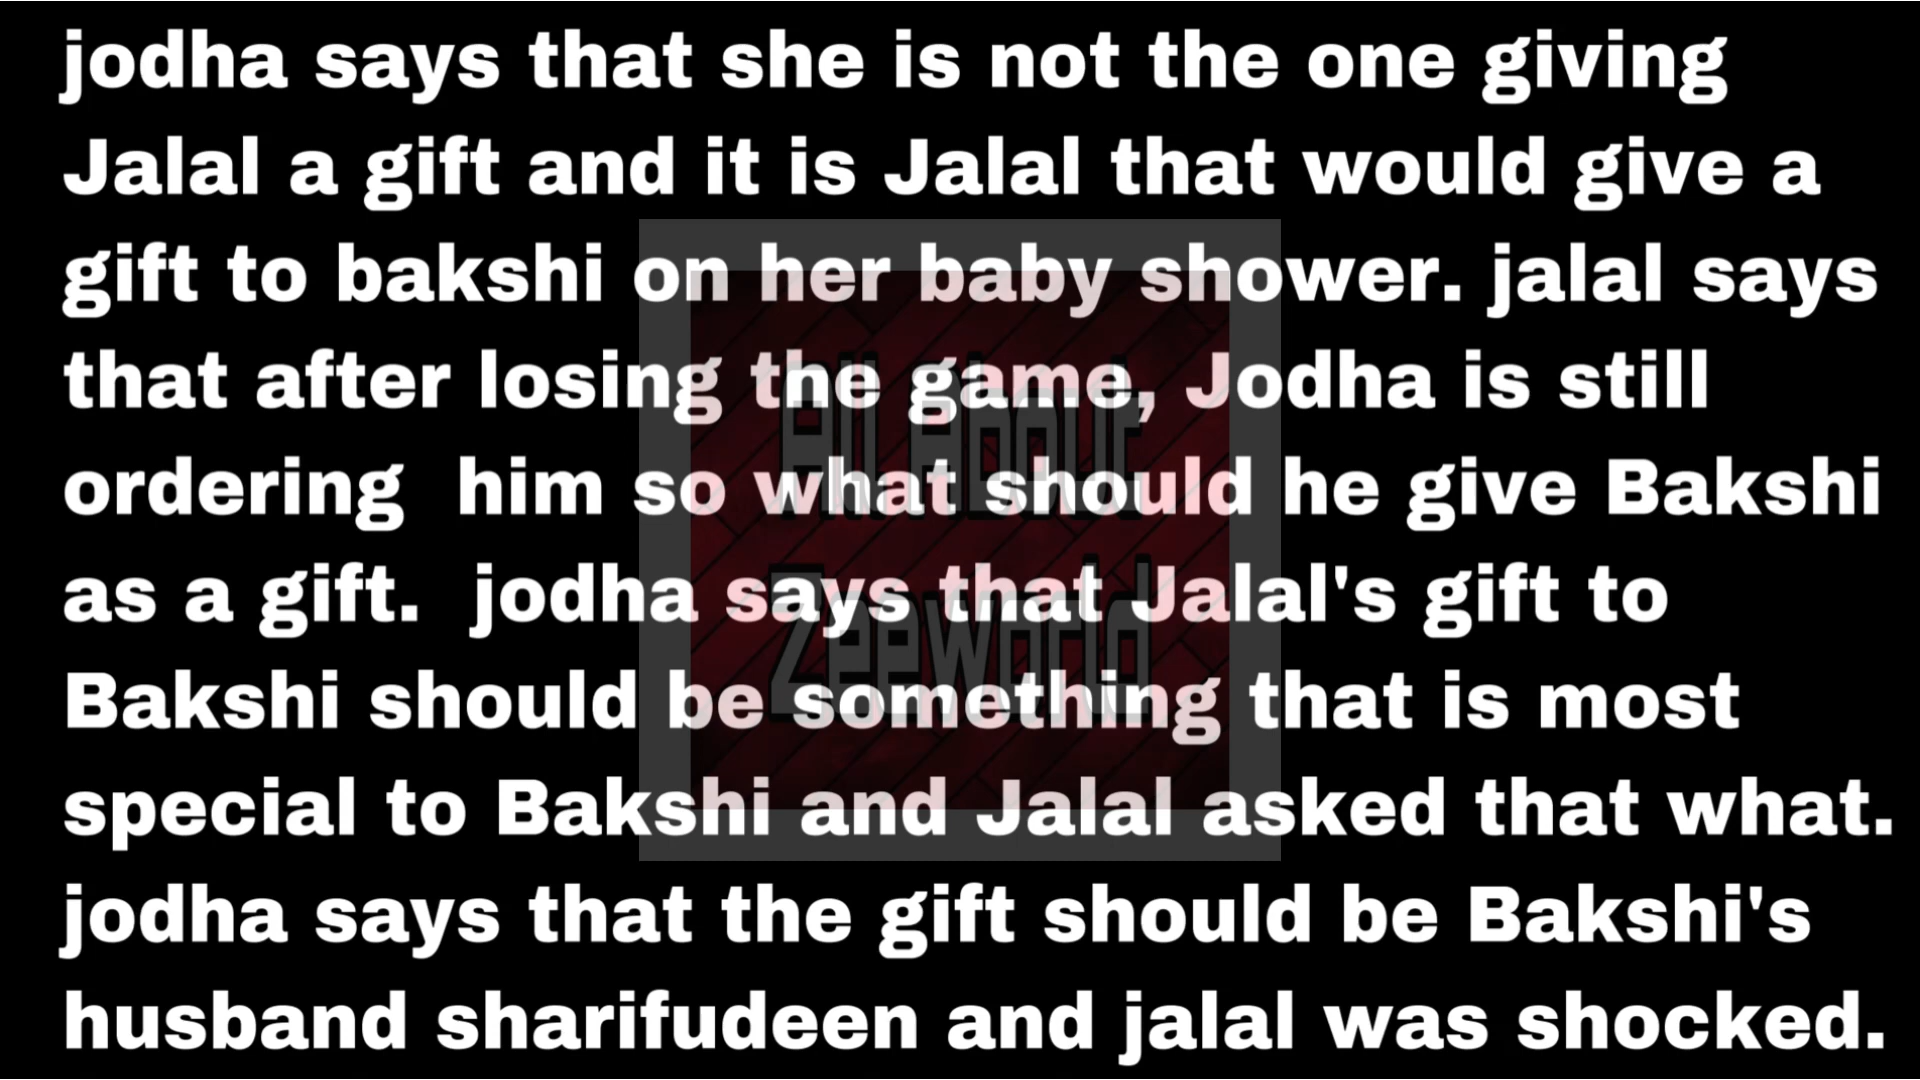 jodha says that she is not the one giving
Jalal a gift and it is Jalal that would give a
gift to bakshi on her baby shower. jalal says
that after losing the game, Jodha is still
ordering  him so what should he give Bakshi
as a gift.  jodha says that Jalal's gift to
Bakshi should be something that is most
special to Bakshi and Jalal asked that what.
jodha says that the gift should be Bakshi's
husband sharifudeen and jalal was shocked.
All About
Zeeworld